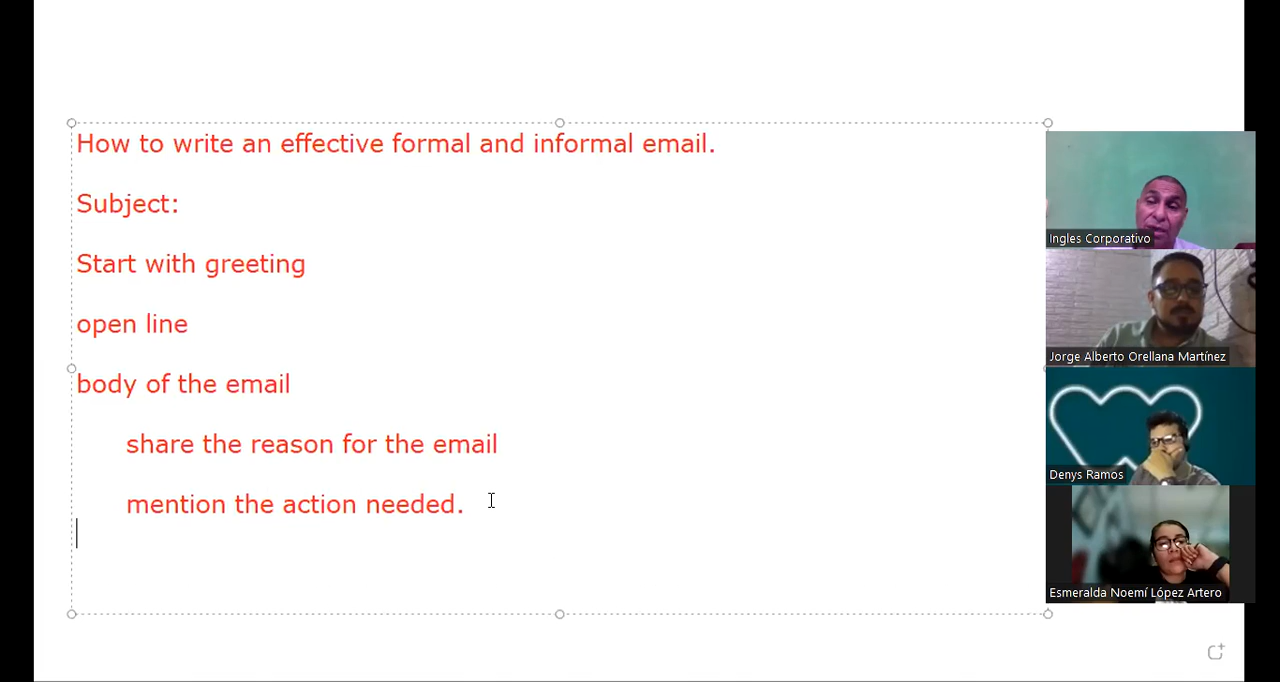 How to write an effective formal and informal email.
Subject:
Start with greeting
open line
body of the email
share the reason for the email
mention the action needed.
Ingles Corporativo
Jorge Alberto Orellana Martínez
Denys Ramos
Esmeralda Noemí López Artero